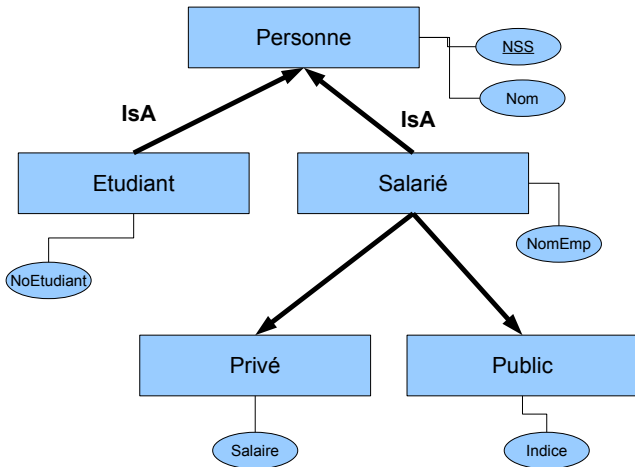 Personne
NSS
Nom
IsA
IsA
Etudiant
Salarié
NoEtudiant
NomEmp
Privé
Public
Salaire
Indice